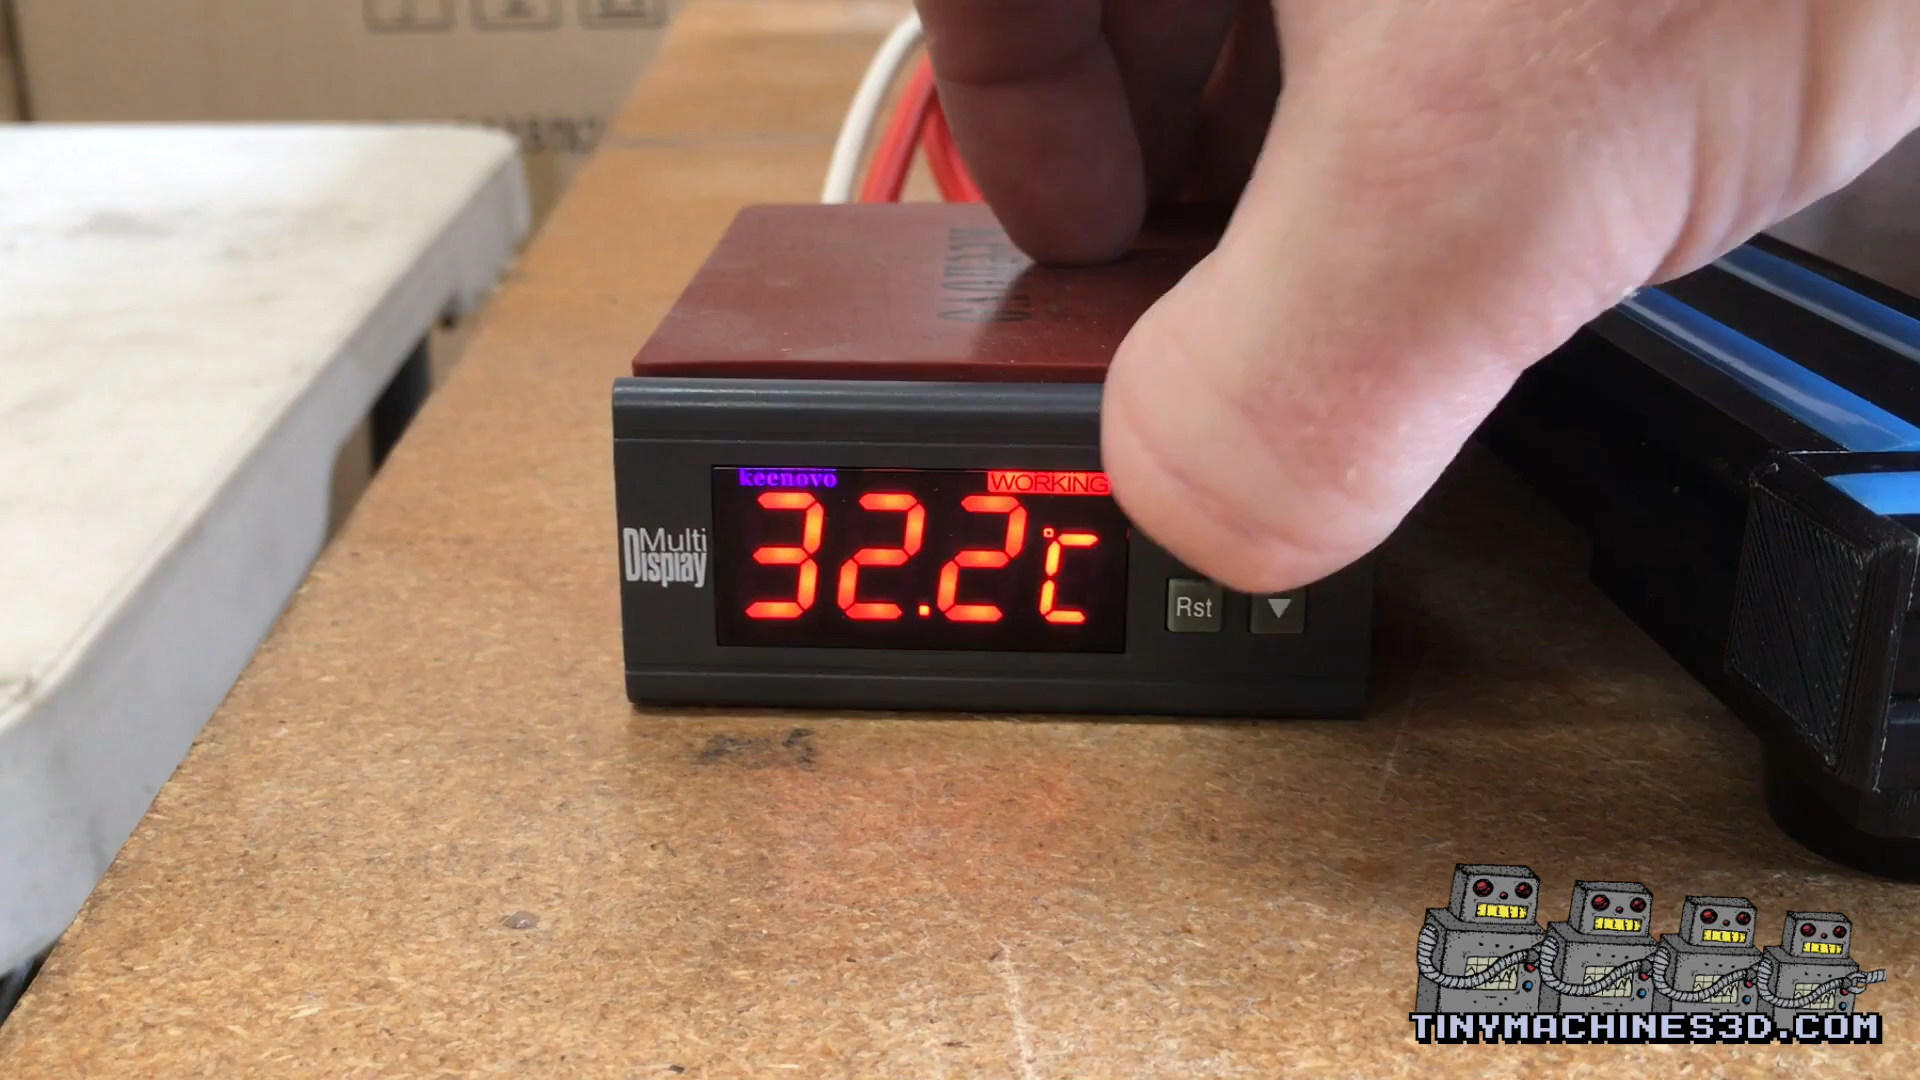 keenovo
WORKING
Multi
Display
32.2°C
Rst
TINYMACHINES3D.COM